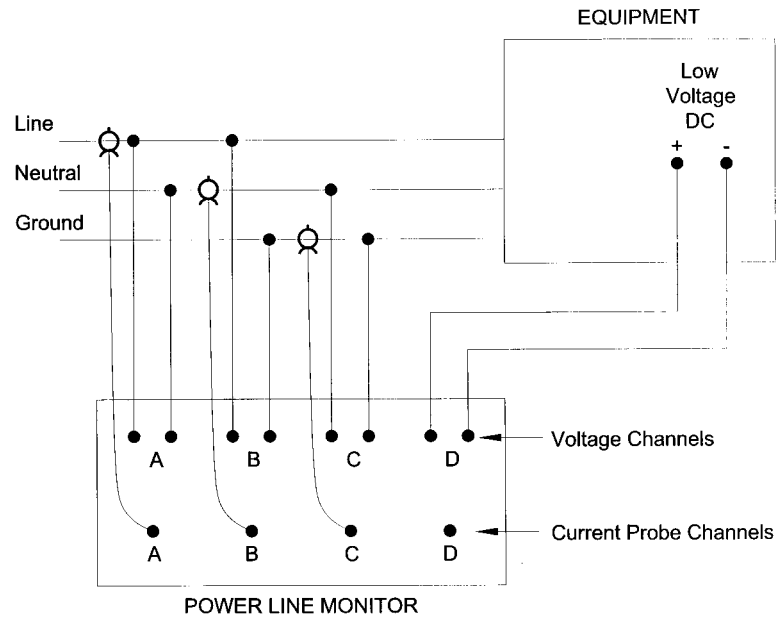 EQUIPMENT
Low
Voltage
DC
+ -
Line
Neutral
Ground
A B C D
Voltage Channels
Current Probe Channels
A B C D
POWER LINE MONITOR